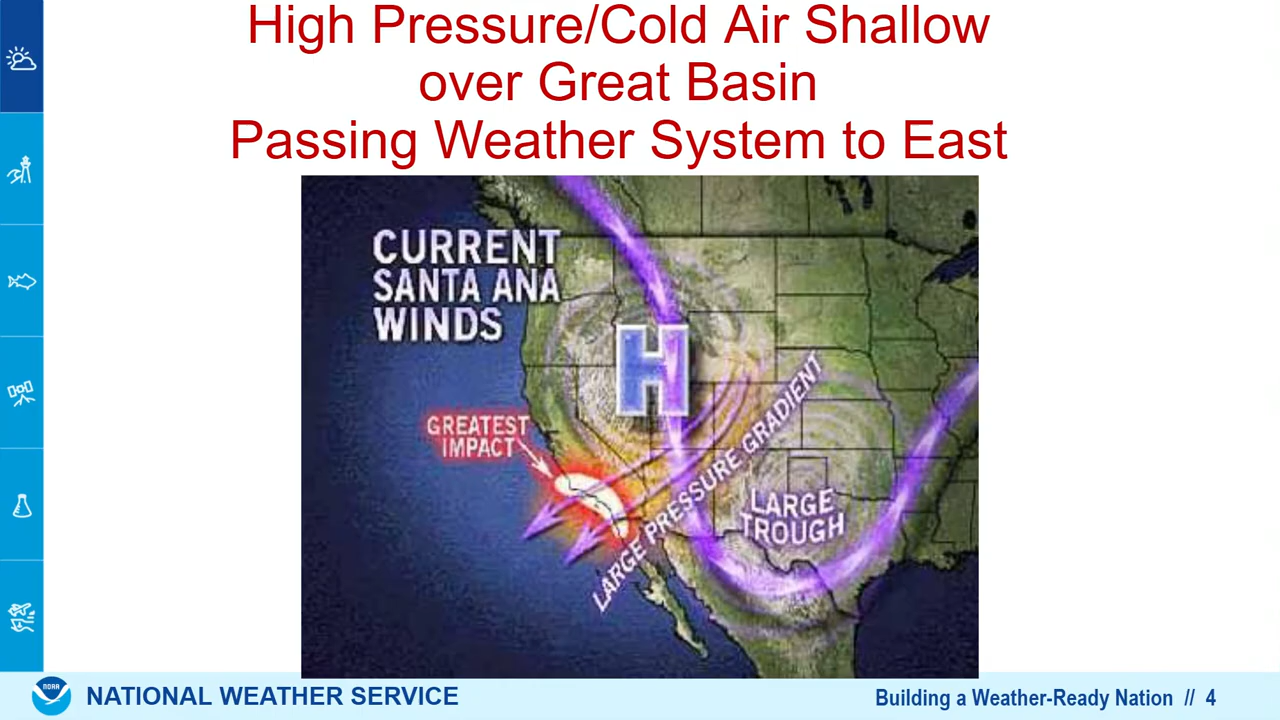 High Pressure/Cold Air Shallow
over Great Basin
Passing Weather System to East
CURRENT
SANTA ANA
WINDS
H
GREATEST
IMPACT
LARGE PRESSURE GRADIENT
LARGE
TROUGH
NOAA
NATIONAL WEATHER SERVICE
Building a Weather-Ready Nation // 4